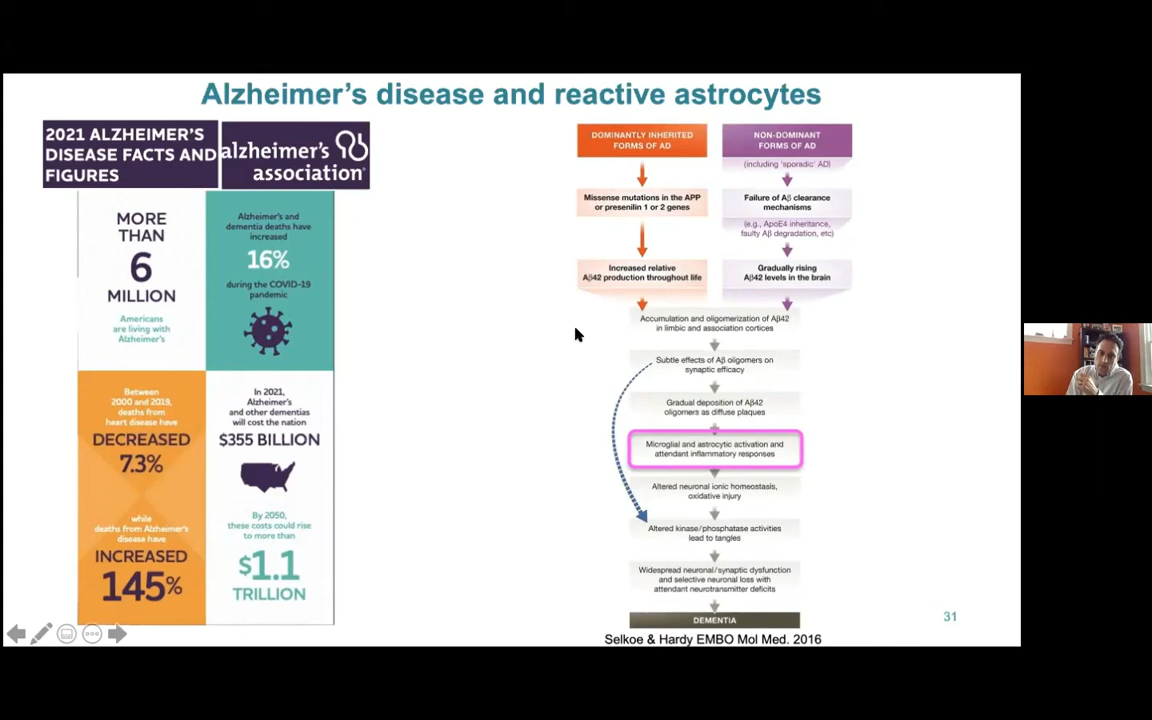 Alzheimer's disease and reactive astrocytes
2021 ALZHEIMER'S
DISEASE FACTS AND
FIGURES
alzheimer's
association
MORE
THAN
6
MILLION
Americans
are living with
Alzheimer's
Alzheimer's and
dementia deaths have
increased
16%
during the COVID-19
pandemic
Between
2000 and 2019,
deaths from
heart disease have
DECREASED
7.3%
while
deaths from Alzheimer's
disease have
INCREASED
145%
In 2021,
Alzheimer's
and other dementias
will cost the nation
$355 BILLION
By 2050,
these costs could rise
to more than
$1.1
TRILLION
DOMINANTLY INHERITED
FORMS OF AD
Missense mutations in the APP
or presenilin 1 or 2 genes
Increased relative
Aβ42 production throughout life
NON-DOMINANT
FORMS OF AD
(including 'sporadic' AD)
Failure of Aβ clearance
mechanisms
(e.g., ApoE4 inheritance,
faulty Aβ degradation, etc)
Gradually rising
Aβ42 levels in the brain
Accumulation and oligomerization of Aβ42
in limbic and association cortices
Subtle effects of Aβ oligomers on
synaptic efficacy
Gradual deposition of Aβ42
oligomers as diffuse plaques
Microglial and astrocytic activation and
attendant inflammatory responses
Altered neuronal ionic homeostasis,
oxidative injury
Altered kinase/phosphatase activities
lead to tangles
Widespread neuronal/synaptic dysfunction
and selective neuronal loss with
attendant neurotransmitter deficits
DEMENTIA
Selkoe & Hardy EMBO Mol Med. 2016
31